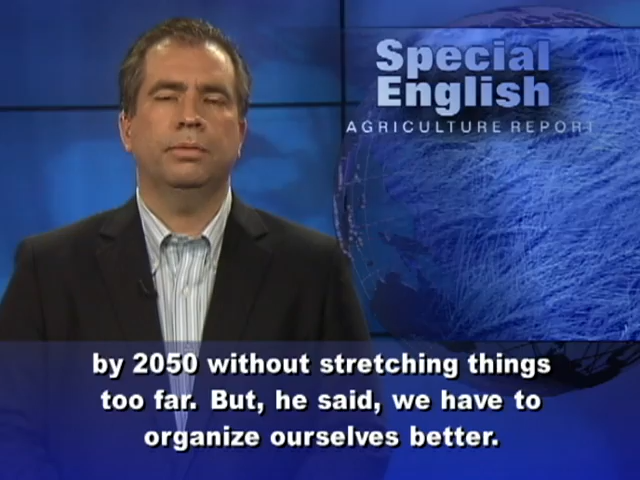 Special
English
AGRICULTURE REPORT
by 2050 without stretching things
too far. But, he said, we have to
organize ourselves better.